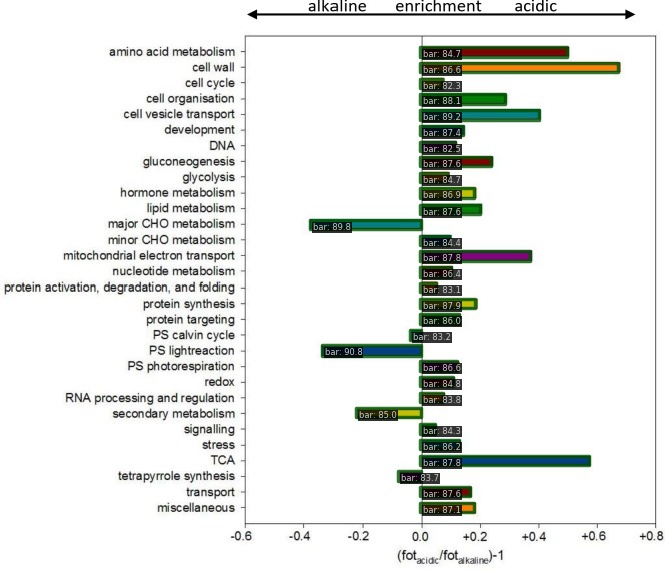 alkaline enrichment acidic
amino acid metabolism bar: 84.7
cell wall bar: 86.6
cell cycle bar: 82.3
cell organisation bar: 88.1
cell vesicle transport bar: 89.2
development bar: 87.4
DNA bar: 82.5
gluconeogenesis bar: 87.6
glycolysis bar: 84.7
hormone metabolism bar: 86.9
lipid metabolism bar: 87.6
major CHO metabolism bar: 89.8
minor CHO metabolism bar: 84.4
mitochondrial electron transport bar: 87.8
nucleotide metabolism bar: 86.4
protein activation, degradation, and folding bar: 83.1
protein synthesis bar: 87.9
protein targeting bar: 86.0
PS calvin cycle bar: 83.2
PS lightreaction bar: 90.8
PS photorespiration bar: 86.6
redox bar: 84.8
RNA processing and regulation bar: 83.8
secondary metabolism bar: 85.0
signalling bar: 84.3
stress bar: 86.2
TCA bar: 87.8
tetrapyrrole synthesis bar: 83.7
transport bar: 87.6
miscellaneous bar: 87.1
-0.6 -0.4 -0.2 0.0 +0.2 +0.4 +0.6 +0.8
(fotacidic/fotalkaline)-1